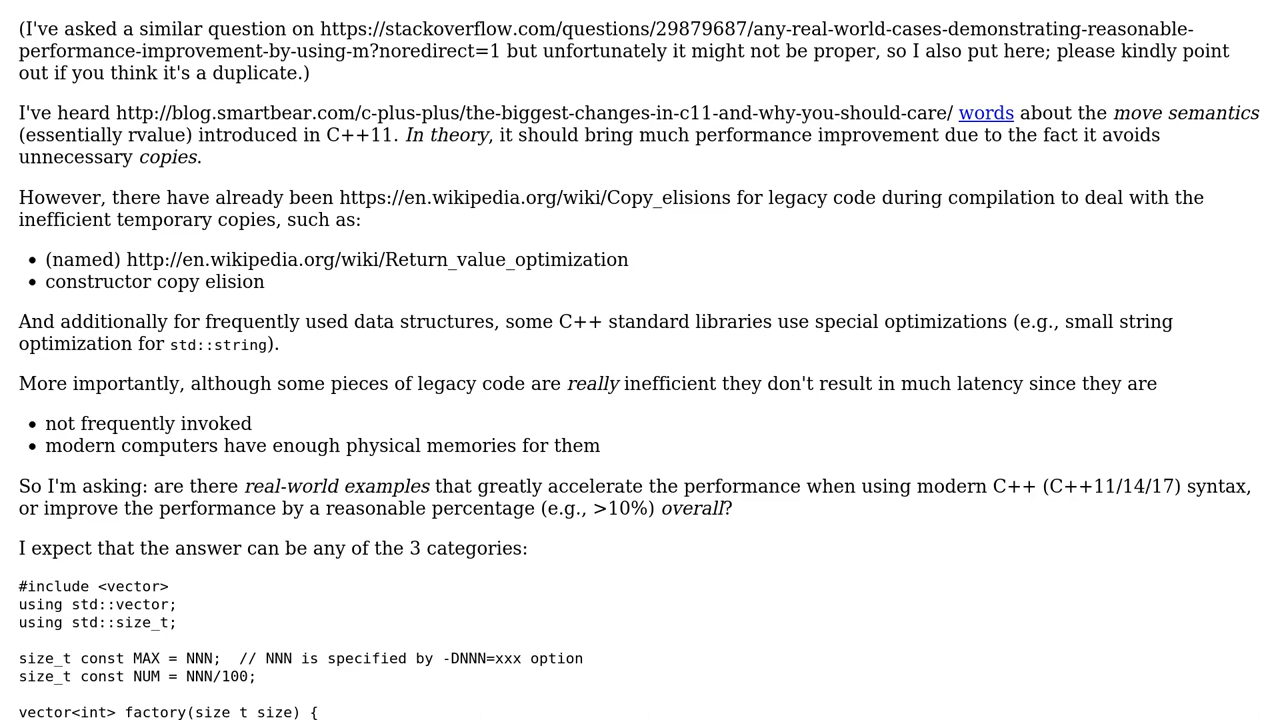 (I've asked a similar question on https://stackoverflow.com/questions/29879687/any-real-world-cases-demonstrating-reasonable-
performance-improvement-by-using-m?noredirect=1 but unfortunately it might not be proper, so I also put here; please kindly point
out if you think it's a duplicate.)
I've heard http://blog.smartbear.com/c-plus-plus/the-biggest-changes-in-c11-and-why-you-should-care/ words about the move semantics
(essentially rvalue) introduced in C++11. In theory, it should bring much performance improvement due to the fact it avoids
unnecessary copies.
However, there have already been https://en.wikipedia.org/wiki/Copy_elisions for legacy code during compilation to deal with the
inefficient temporary copies, such as:
• (named) http://en.wikipedia.org/wiki/Return_value_optimization
• constructor copy elision
And additionally for frequently used data structures, some C++ standard libraries use special optimizations (e.g., small string
optimization for std::string).
More importantly, although some pieces of legacy code are really inefficient they don't result in much latency since they are
• not frequently invoked
• modern computers have enough physical memories for them
So I'm asking: are there real-world examples that greatly accelerate the performance when using modern C++ (C++11/14/17) syntax,
or improve the performance by a reasonable percentage (e.g., >10%) overall?
I expect that the answer can be any of the 3 categories:
#include <vector>
using std::vector;
using std::size_t;
size_t const MAX = NNN;  // NNN is specified by -DNNN=xxx option
size_t const NUM = NNN/100;
vector<int> factory(size_t size) {